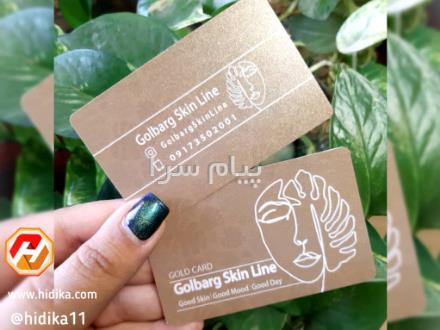 Golbarg Skin Line
GolbargSkinLine
09173502001
پیام سرا
GOLD CARD
Golbarg Skin Line
Good Skin | Good Mood | Good Day
www.hidika.com
@hidika11